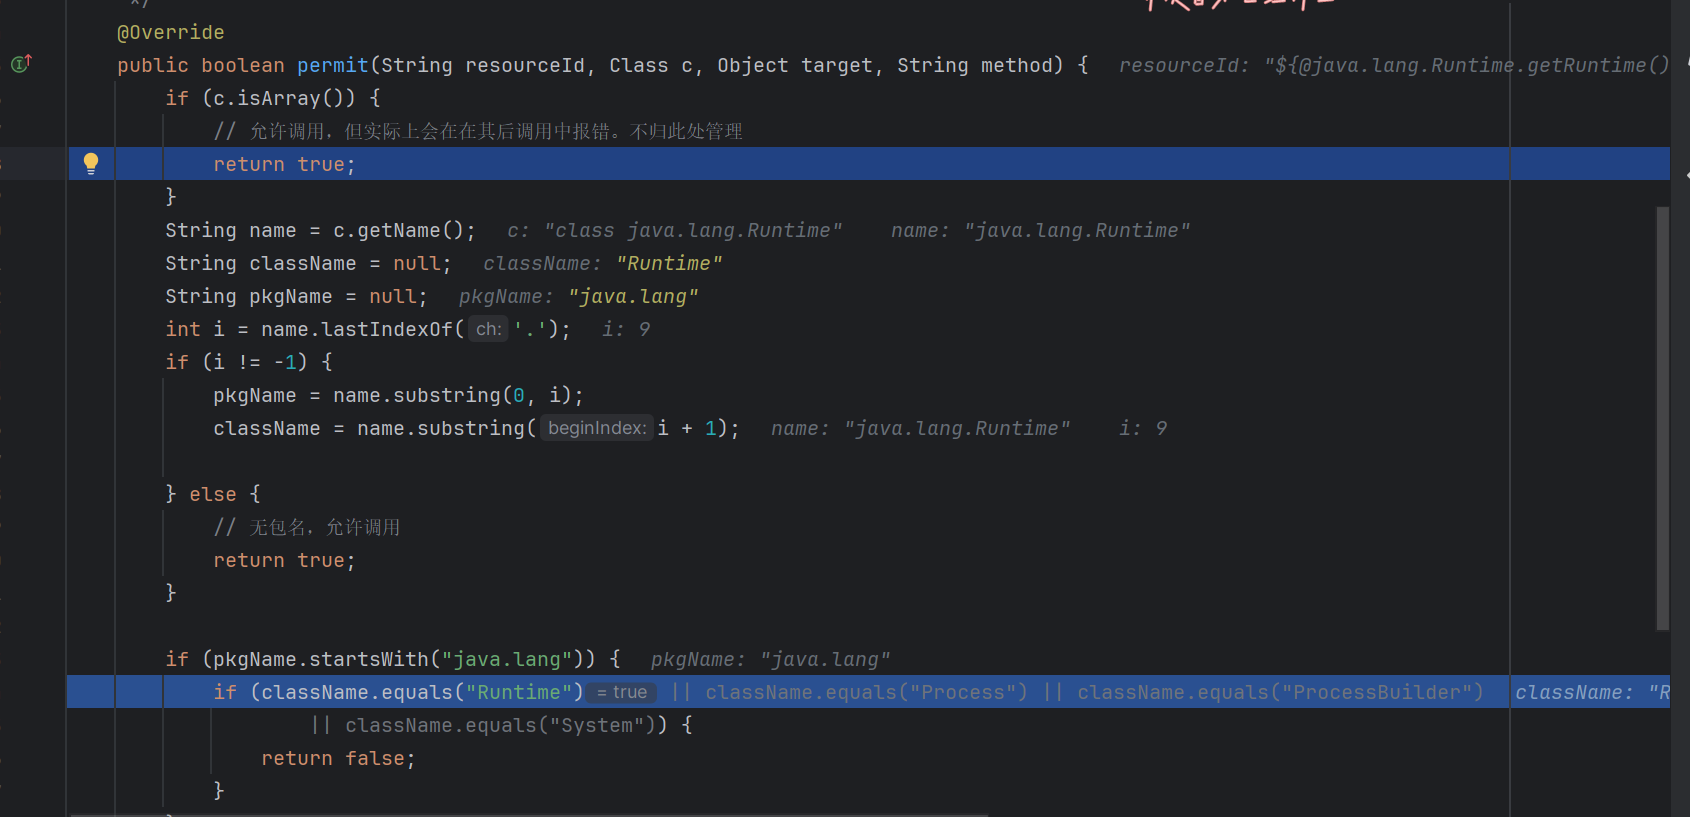 */
@Override
public boolean permit(String resourceId, Class c, Object target, String method) { resourceId: "${@java.lang.Runtime.getRuntime()
if (c.isArray()) {
// 允许调用，但实际上会在在其后调用中报错。不归此处管理
return true;
}
String name = c.getName(); c: "class java.lang.Runtime" name: "java.lang.Runtime"
String className = null; className: "Runtime"
String pkgName = null; pkgName: "java.lang"
int i = name.lastIndexOf( ch: '.'); i: 9
if (i != -1) {
pkgName = name.substring(0, i);
className = name.substring( beginIndex: i + 1); name: "java.lang.Runtime" i: 9
} else {
// 无包名，允许调用
return true;
}
if (pkgName.startsWith("java.lang")) { pkgName: "java.lang"
if (className.equals("Runtime") = true || className.equals("Process") || className.equals("ProcessBuilder") className: "R
|| className.equals("System")) {
return false;
}